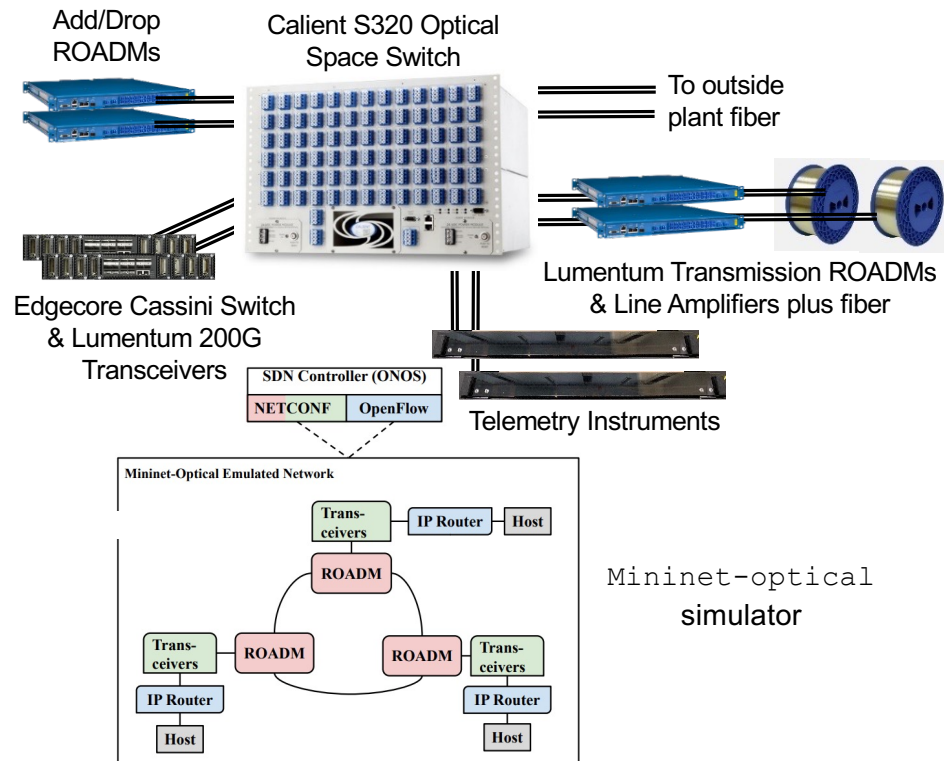 Add/Drop
ROADMs
Calient S320 Optical
Space Switch
To outside
plant fiber
Edgecore Cassini Switch
& Lumentum 200G
Transceivers
Lumentum Transmission ROADMs
& Line Amplifiers plus fiber
Telemetry Instruments
SDN Controller (ONOS)
NETCONF
OpenFlow
Mininet-Optical Emulated Network
Trans-
ceivers
IP Router
Host
ROADM
Trans-
ceivers
ROADM
ROADM
Trans-
ceivers
IP Router
IP Router
Host
Host
Mininet-optical
simulator